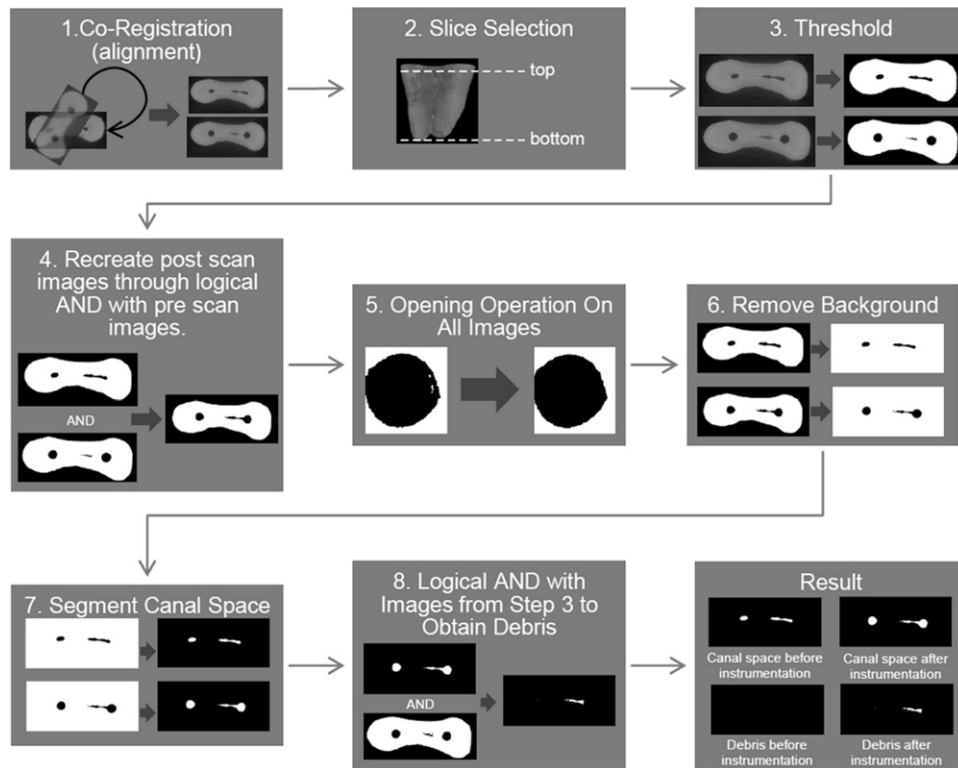 1.Co-Registration
(alignment)
2. Slice Selection
top
bottom
3. Threshold
4. Recreate post scan
images through logical
AND with pre scan
images.
AND
5. Opening Operation On
All Images
6. Remove Background
7. Segment Canal Space
8. Logical AND with
Images from Step 3 to
Obtain Debris
AND
Result
Canal space before
instrumentation
Canal space after
instrumentation
Debris before
instrumentation
Debris after
instrumentation